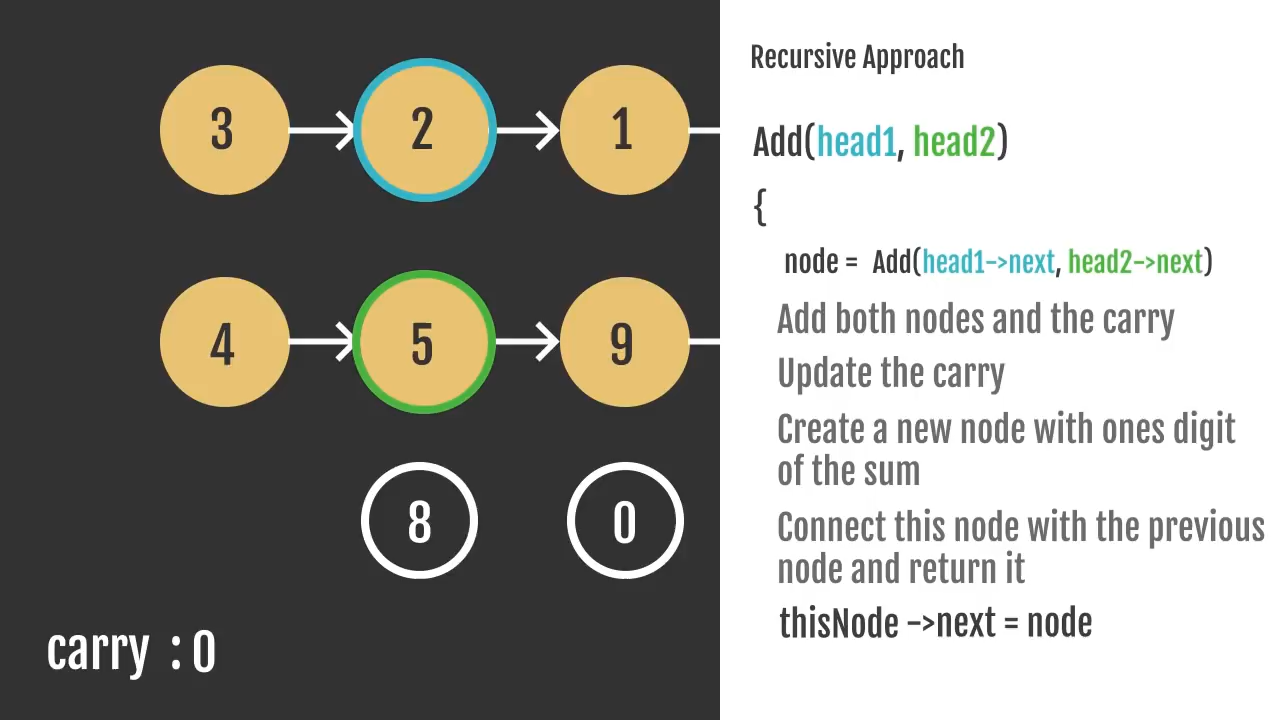 3 2 1
4 5 9
8 0
carry : 0
Recursive Approach
Add(head1, head2)
{
node = Add(head1->next, head2->next)
Add both nodes and the carry
Update the carry
Create a new node with ones digit
of the sum
Connect this node with the previous
node and return it
thisNode ->next = node